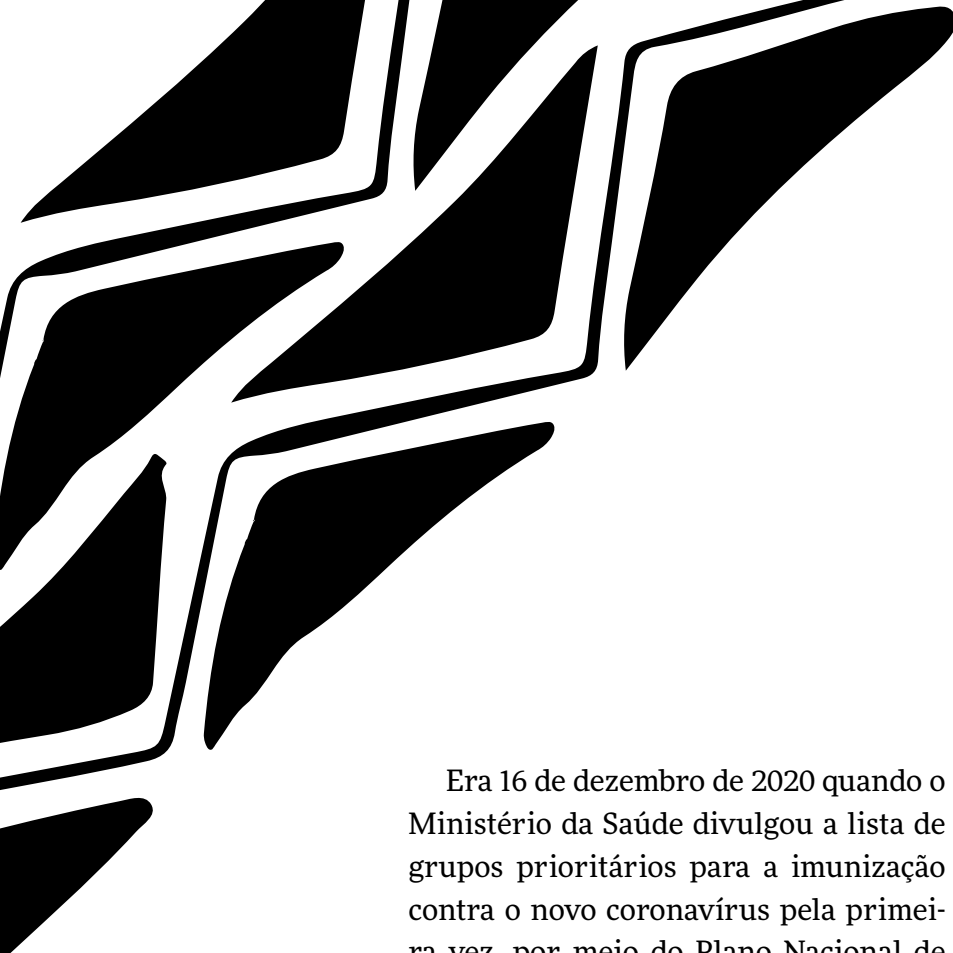 Era 16 de dezembro de 2020 quando o
Ministério da Saúde divulgou a lista de
grupos prioritários para a imunização
contra o novo coronavírus pela primei-
ra vez, por meio do Plano Nacional de